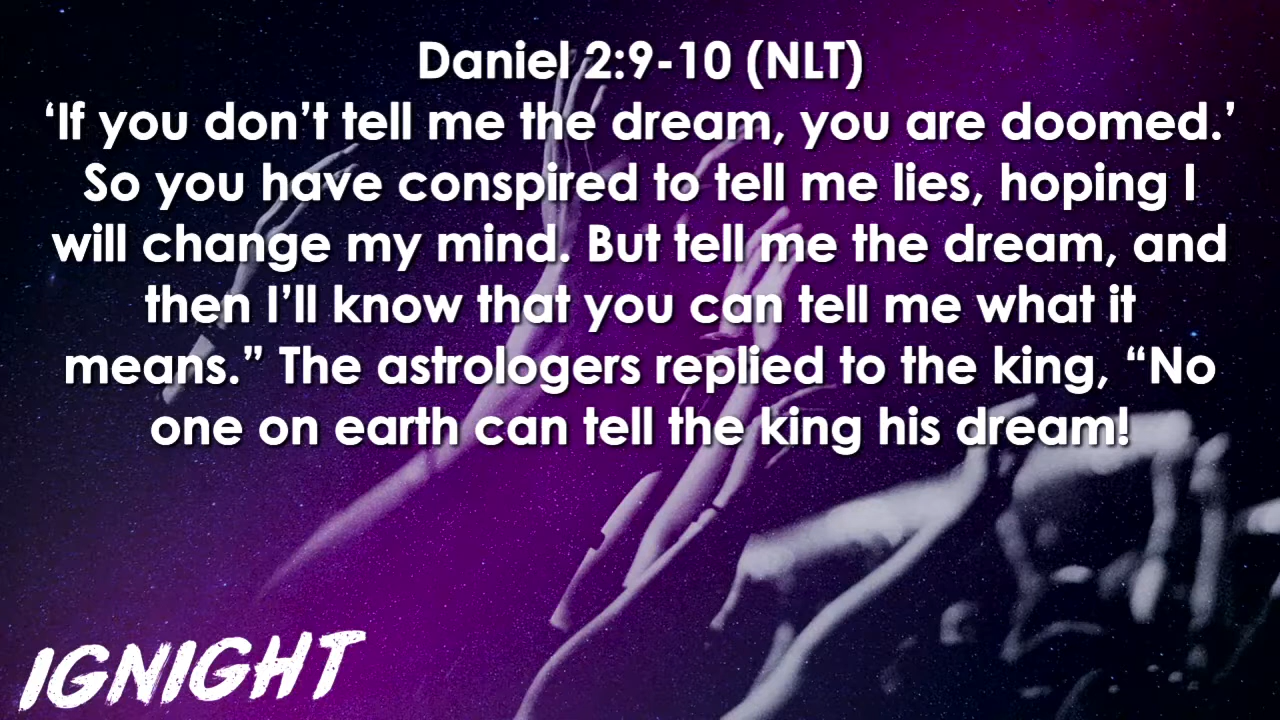 Daniel 2:9-10 (NLT)
‘If you don’t tell me the dream, you are doomed.’
So you have conspired to tell me lies, hoping I
will change my mind. But tell me the dream, and
then I’ll know that you can tell me what it
means.” The astrologers replied to the king, “No
one on earth can tell the king his dream!
IGNIGHT